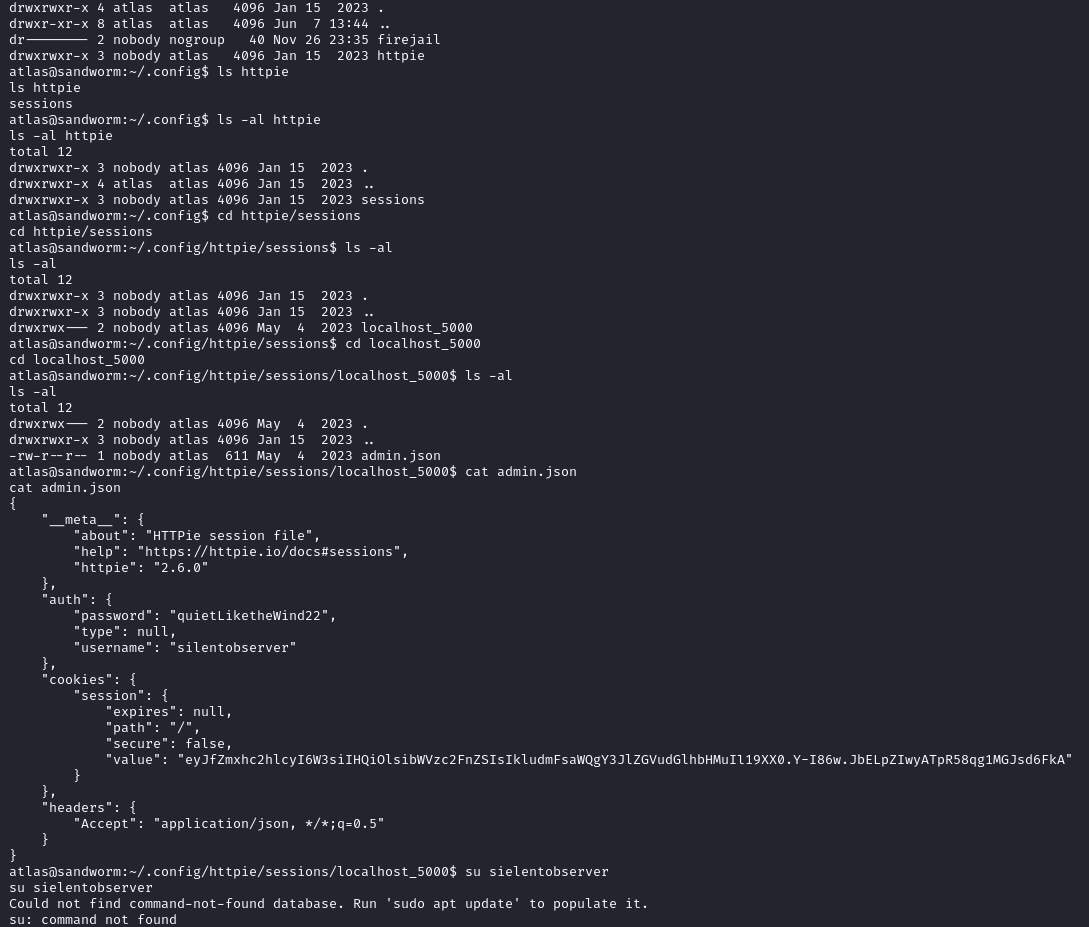 drwxrwxr-x 4 atlas  atlas   4096 Jan 15  2023 .
drwxr-xr-x 8 atlas  atlas   4096 Jun  7 13:44 ..
dr-------- 2 nobody nogroup   40 Nov 26 23:35 firejail
drwxrwxr-x 3 nobody atlas   4096 Jan 15  2023 httpie
atlas@sandworm:~/.config$ ls httpie
ls httpie
sessions
atlas@sandworm:~/.config$ ls -al httpie
ls -al httpie
total 12
drwxrwxr-x 3 nobody atlas 4096 Jan 15  2023 .
drwxrwxr-x 4 atlas  atlas 4096 Jan 15  2023 ..
drwxrwxr-x 3 nobody atlas 4096 Jan 15  2023 sessions
atlas@sandworm:~/.config$ cd httpie/sessions
cd httpie/sessions
atlas@sandworm:~/.config/httpie/sessions$ ls -al
ls -al
total 12
drwxrwxr-x 3 nobody atlas 4096 Jan 15  2023 .
drwxrwxr-x 3 nobody atlas 4096 Jan 15  2023 ..
drwxrwx--- 2 nobody atlas 4096 May  4  2023 localhost_5000
atlas@sandworm:~/.config/httpie/sessions$ cd localhost_5000
cd localhost_5000
atlas@sandworm:~/.config/httpie/sessions/localhost_5000$ ls -al
ls -al
total 12
drwxrwx--- 2 nobody atlas 4096 May  4  2023 .
drwxrwxr-x 3 nobody atlas 4096 Jan 15  2023 ..
-rw-r--r-- 1 nobody atlas  611 May  4  2023 admin.json
atlas@sandworm:~/.config/httpie/sessions/localhost_5000$ cat admin.json
cat admin.json
{
    "__meta__": {
        "about": "HTTPie session file",
        "help": "https://httpie.io/docs#sessions",
        "httpie": "2.6.0"
    },
    "auth": {
        "password": "quietLiketheWind22",
        "type": null,
        "username": "silentobserver"
    },
    "cookies": {
        "session": {
            "expires": null,
            "path": "/",
            "secure": false,
            "value": "eyJfZmxhc2hlcyI6W3siIHQiOlsibWVzc2FnZSIsIkludmFsaWQgY3JlZGVudGlhbHMuIl19XX0.Y-I86w.JbELpZIwyATpR58qg1MGJsd6FkA"
        }
    },
    "headers": {
        "Accept": "application/json, */*;q=0.5"
    }
}
atlas@sandworm:~/.config/httpie/sessions/localhost_5000$ su sielentobserver
su sielentobserver
Could not find command-not-found database. Run 'sudo apt update' to populate it.
su: command not found